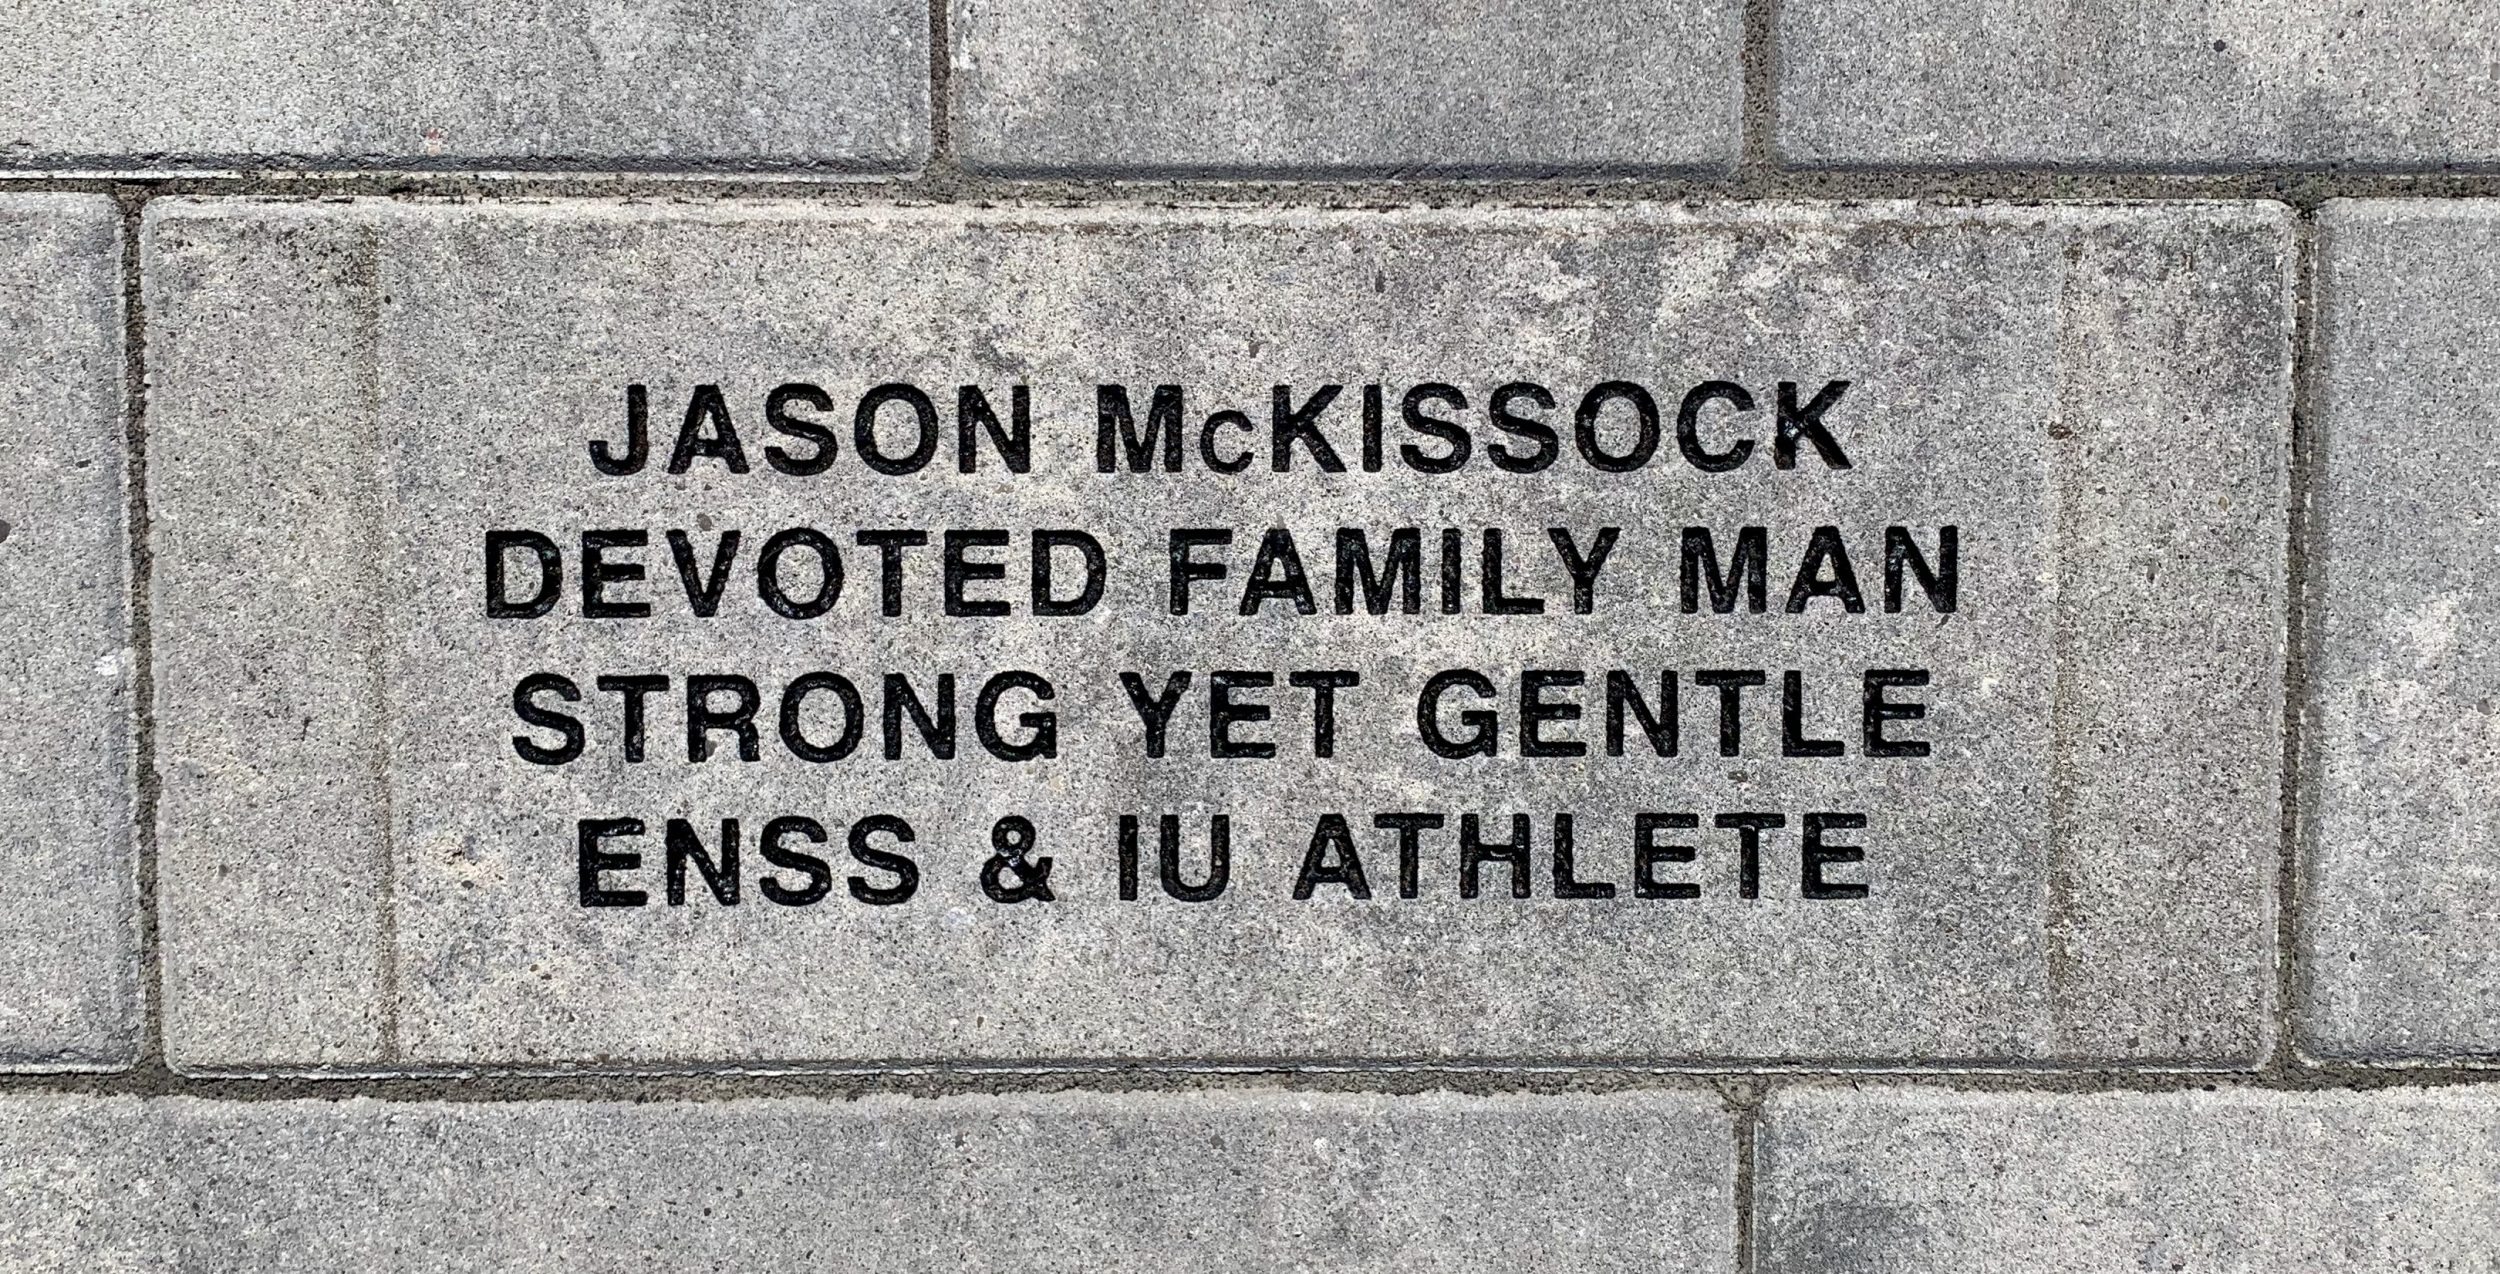 JASON McKISSOCK
DEVOTED FAMILY MAN
STRONG YET GENTLE
ENSS & IU ATHLETE